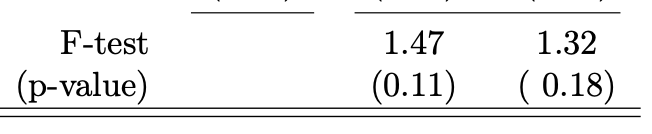 F-test 1.47 1.32
(p-value) (0.11) ( 0.18)